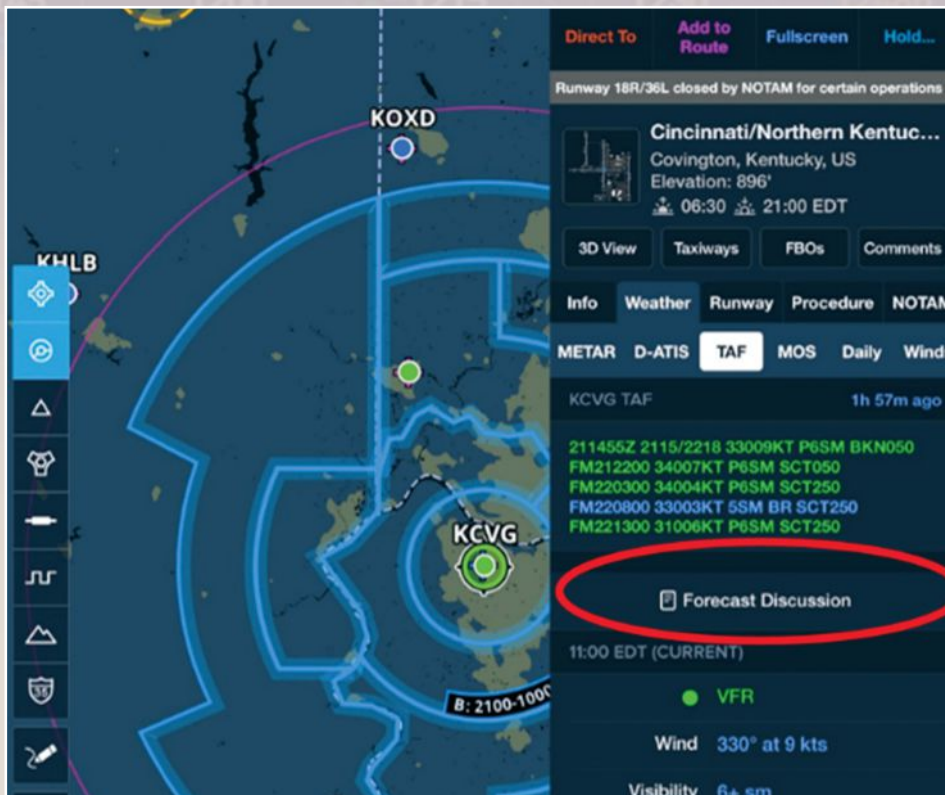 KOXD
KHLB
KCVG
B: 2100-1000
Direct To
Add to
Route
Fullscreen
Hold...
Runway 18R/36L closed by NOTAM for certain operations
Cincinnati/Northern Kentuc...
Covington, Kentucky, US
Elevation: 896'
06:30 21:00 EDT
3D View Taxiways FBOs Comments
Info Weather Runway Procedure NOTAM
METAR D-ATIS TAF MOS Daily Wind
KCVG TAF 1h 57m ago
211455Z 2115/2218 33009KT P6SM BKN050
FM212200 34007KT P6SM SCT050
FM220300 34004KT P6SM SCT250
FM220800 33003KT 5SM BR SCT250
FM221300 31006KT P6SM SCT250
Forecast Discussion
11:00 EDT (CURRENT)
VFR
Wind 330° at 9 kts
Visibility 6+ sm